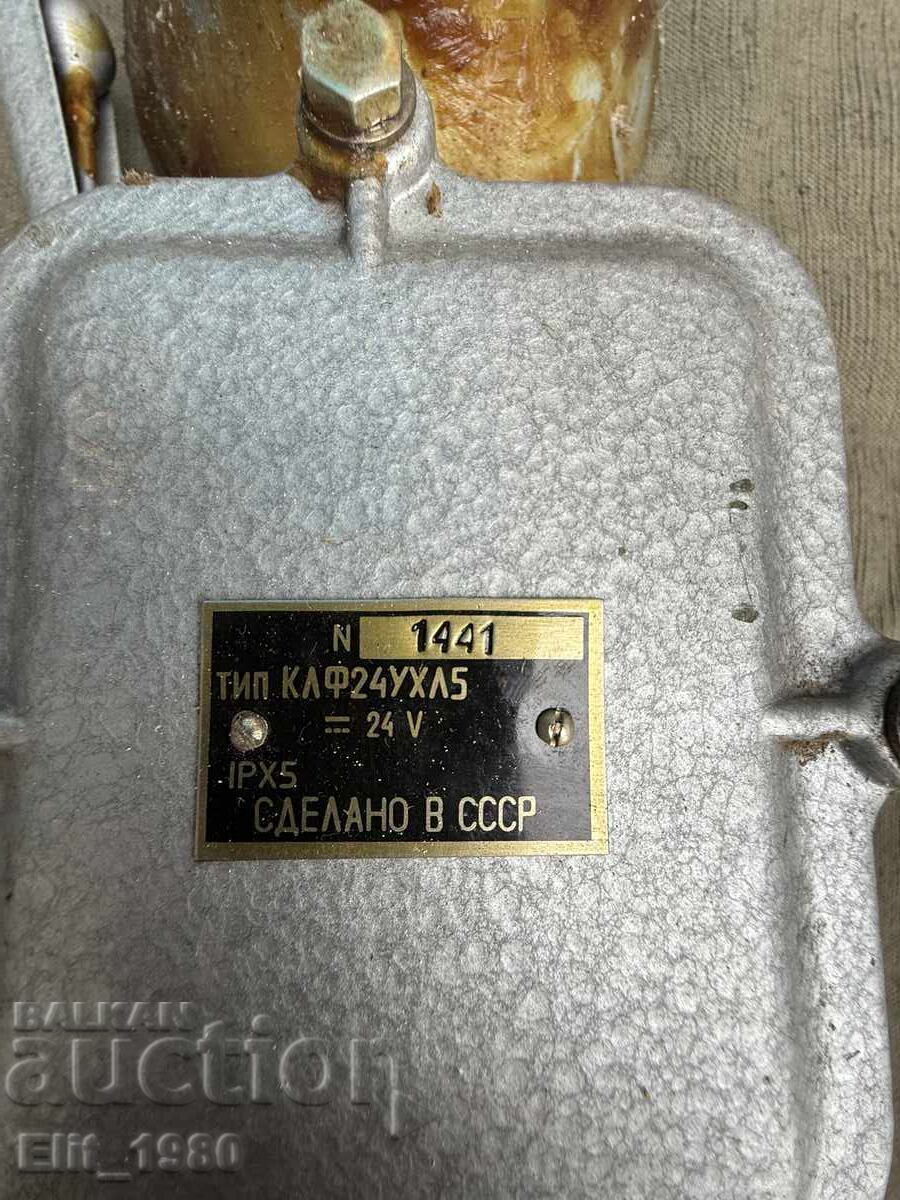 N 1441
ТИП КЛФ24УХЛ5
⎓ 24 V
IPX5
СДЕЛАНО В СССР
BALKAN
auction
Elit_1980